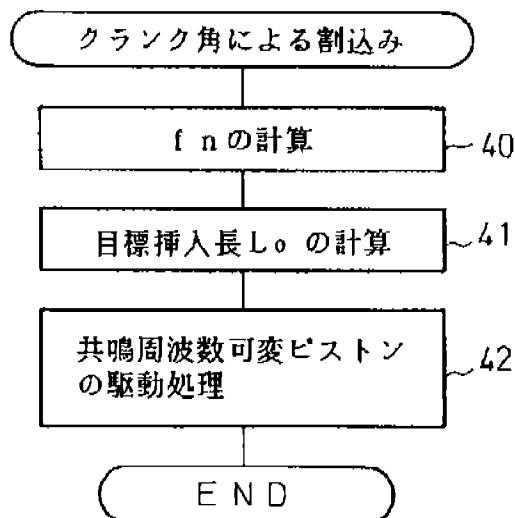 クランク角による割込み
fnの計算
40
目標挿入長Loの計算
41
共鳴周波数可変ピストン
の駆動処理
42
END